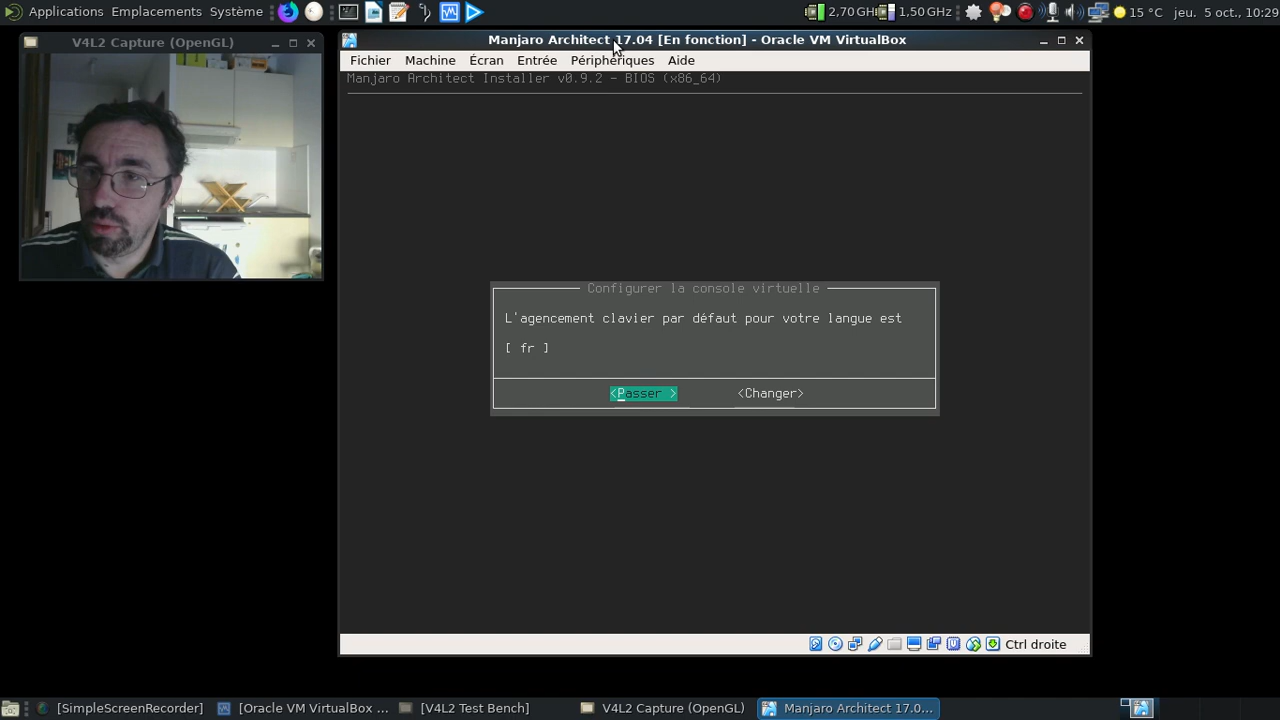 Applications Emplacements Système
2,70 GH
1,50 GHz
15 °C
jeu. 5 oct., 10:29
V4L2 Capture (OpenGL)
Manjaro Architect 17.04 [En fonction] - Oracle VM VirtualBox
Fichier Machine Écran Entrée Périphériques Aide
Manjaro Architect Installer v0.9.2 - BIOS (x86_64)
Configurer la console virtuelle
L'agencement clavier par défaut pour votre langue est
[ fr ]
<Passer > <Changer>
Ctrl droite
[SimpleScreenRecorder] [Oracle VM VirtualBox ... [V4L2 Test Bench] V4L2 Capture (OpenGL) Manjaro Architect 17.0...